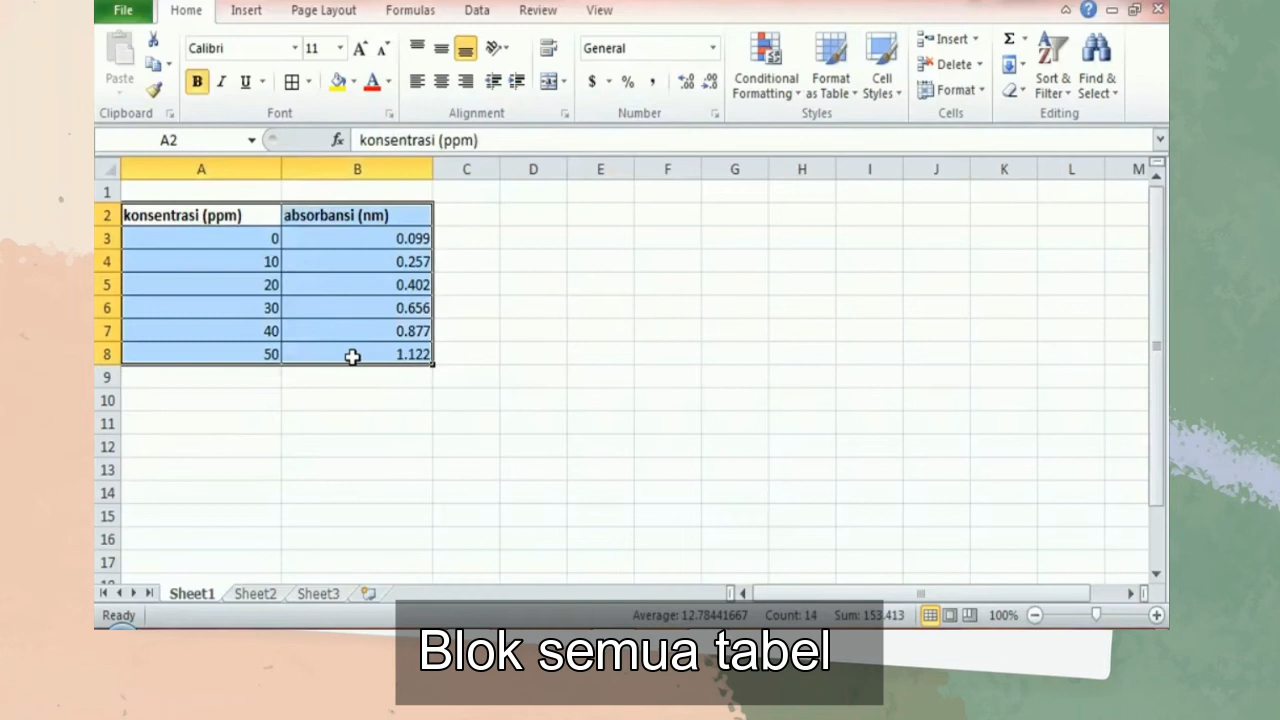 File Home Insert Page Layout Formulas Data Review View
Calibri 11 General
Paste B I U A $ % , Conditional Formatting Format as Table Cell Styles Insert Delete Format Σ Sort & Filter Find & Select
Clipboard Font Alignment Number Styles Cells Editing
A2 fx konsentrasi (ppm)
A B C D E F G H I J K L M
1
2 konsentrasi (ppm) absorbansi (nm)
3 0 0.099
4 10 0.257
5 20 0.402
6 30 0.656
7 40 0.877
8 50 1.122
9
10
11
12
13
14
15
16
17
Sheet1 Sheet2 Sheet3
Ready Average: 12.78441667 Count: 14 Sum: 153.413 100%
Blok semua tabel